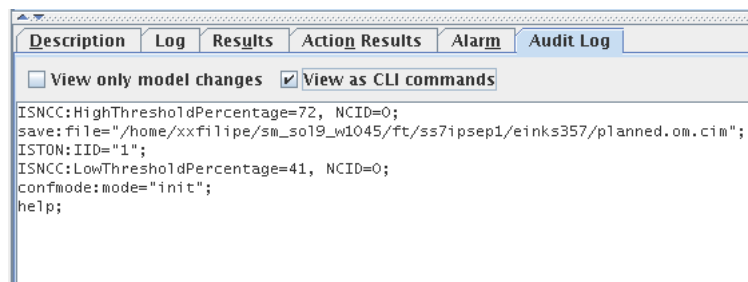 Description Log Results Action Results Alarm Audit Log
View only model changes View as CLI commands
ISNCC:HighThresholdPercentage=72, NCID=0;
save:file="/home/xxfilipe/sm_sol9_w1045/ft/ss7ipsep1/einks357/planned.om.cim";
ISTON:IID="1";
ISNCC:LowThresholdPercentage=41, NCID=0;
confmode:mode="init";
help;